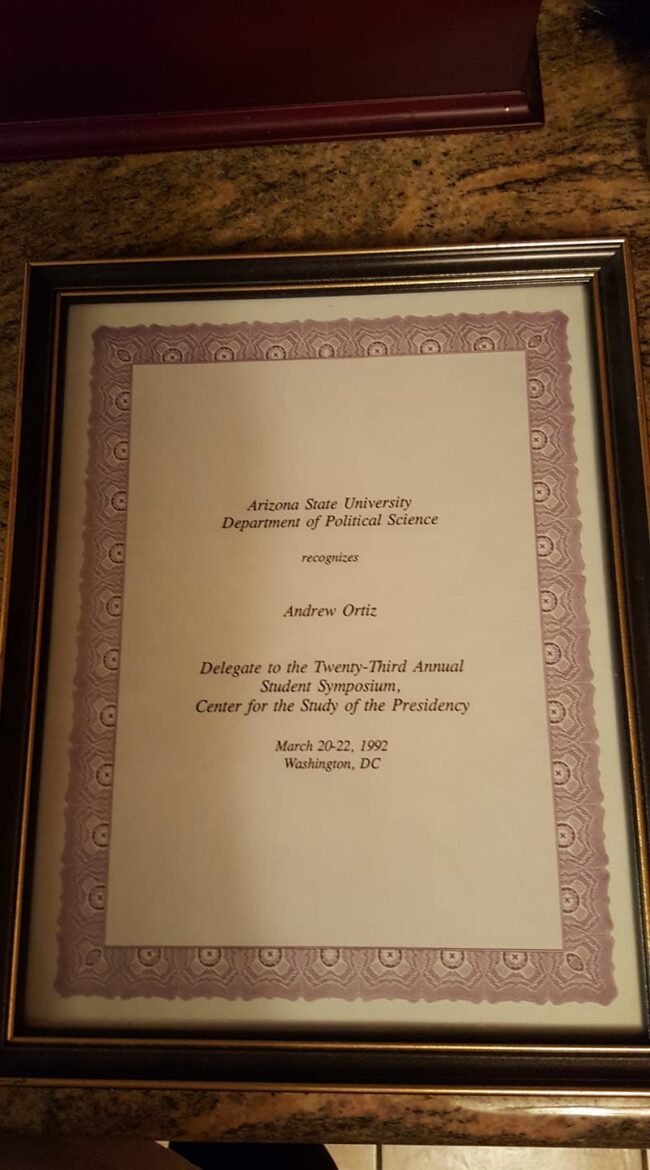 Arizona State University
Department of Political Science
recognizes
Andrew Ortiz
Delegate to the Twenty-Third Annual
Student Symposium,
Center for the Study of the Presidency
March 20-22, 1992
Washington, DC